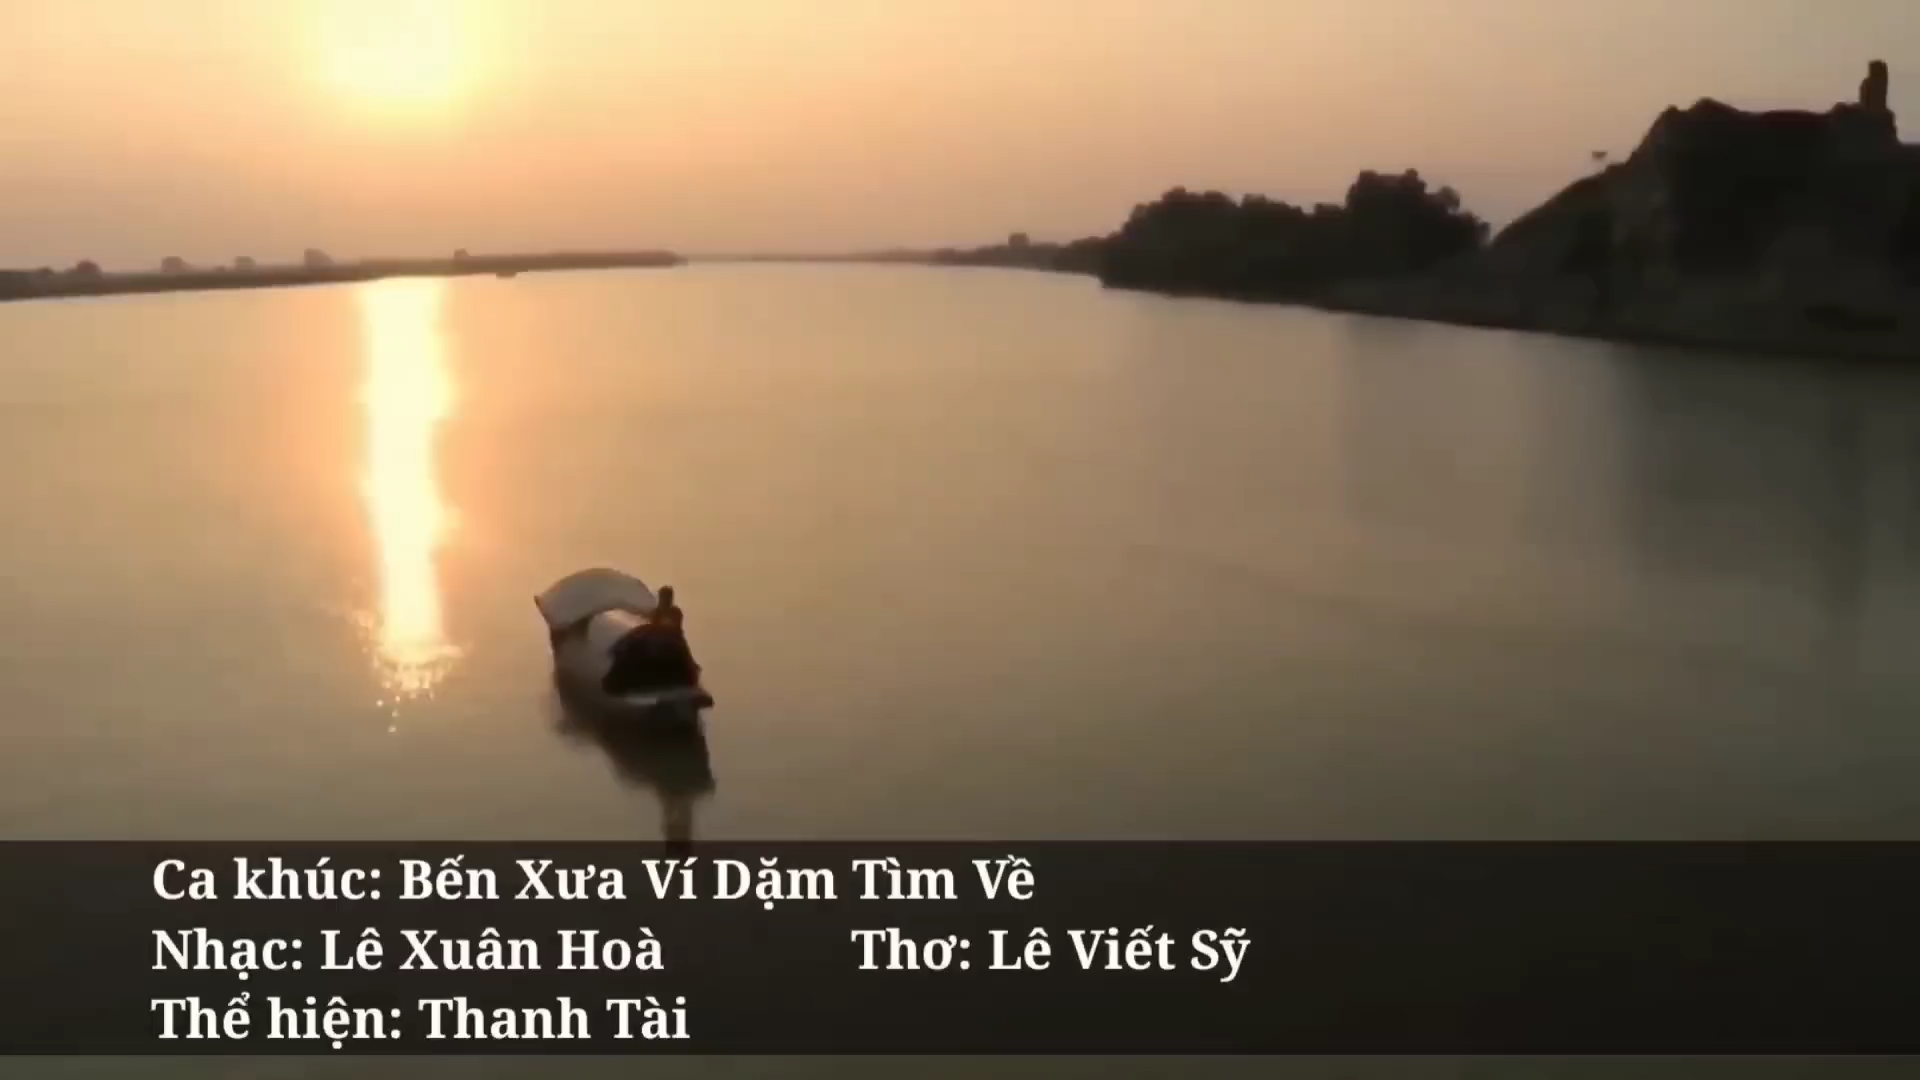 Ca khúc: Bến Xưa Ví Dặm Tìm Về
Nhạc: Lê Xuân Hoà Thơ: Lê Viết Sỹ
Thể hiện: Thanh Tài